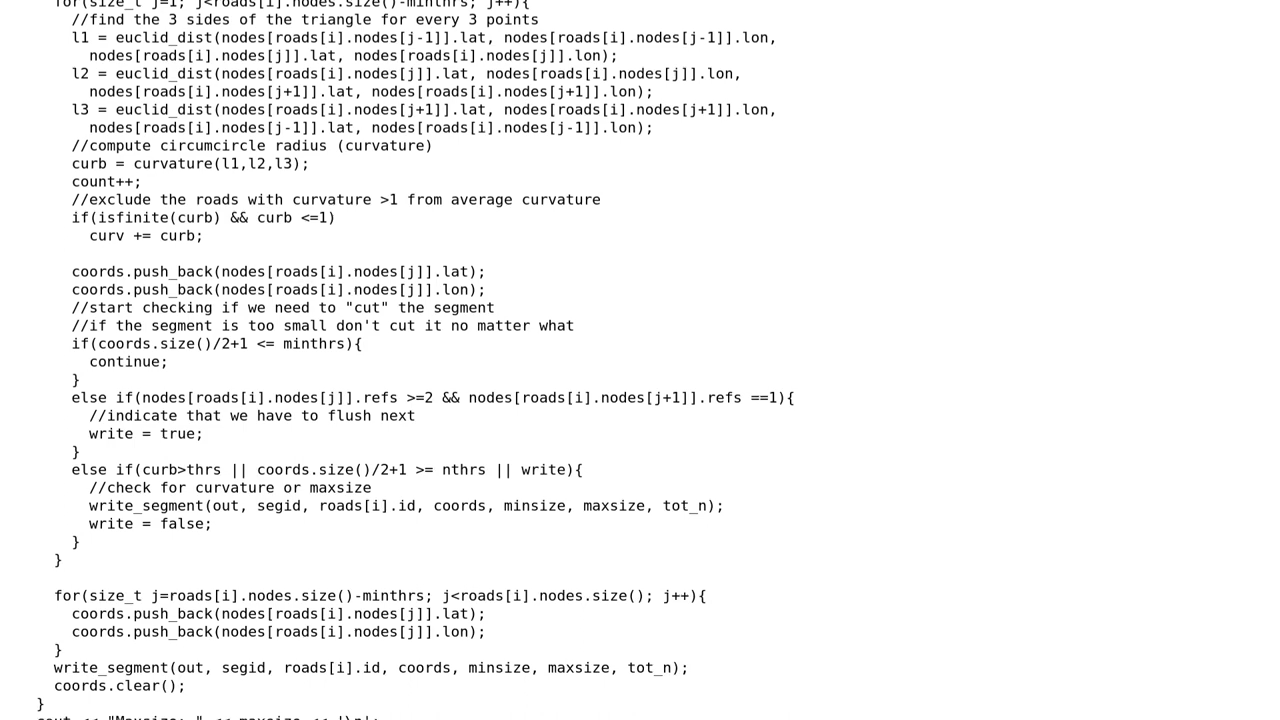 for(size_t j=1; j<roads[i].nodes.size()-minthrs; j++){
//find the 3 sides of the triangle for every 3 points
l1 = euclid_dist(nodes[roads[i].nodes[j-1]].lat, nodes[roads[i].nodes[j-1]].lon,
nodes[roads[i].nodes[j]].lat, nodes[roads[i].nodes[j]].lon);
l2 = euclid_dist(nodes[roads[i].nodes[j]].lat, nodes[roads[i].nodes[j]].lon,
nodes[roads[i].nodes[j+1]].lat, nodes[roads[i].nodes[j+1]].lon);
l3 = euclid_dist(nodes[roads[i].nodes[j+1]].lat, nodes[roads[i].nodes[j+1]].lon,
nodes[roads[i].nodes[j-1]].lat, nodes[roads[i].nodes[j-1]].lon);
//compute circumcircle radius (curvature)
curb = curvature(l1,l2,l3);
count++;
//exclude the roads with curvature >1 from average curvature
if(isfinite(curb) && curb <=1)
curv += curb;
coords.push_back(nodes[roads[i].nodes[j]].lat);
coords.push_back(nodes[roads[i].nodes[j]].lon);
//start checking if we need to "cut" the segment
//if the segment is too small don't cut it no matter what
if(coords.size()/2+1 <= minthrs){
continue;
}
else if(nodes[roads[i].nodes[j]].refs >=2 && nodes[roads[i].nodes[j+1]].refs ==1){
//indicate that we have to flush next
write = true;
}
else if(curb>thrs || coords.size()/2+1 >= nthrs || write){
//check for curvature or maxsize
write_segment(out, segid, roads[i].id, coords, minsize, maxsize, tot_n);
write = false;
}
}
for(size_t j=roads[i].nodes.size()-minthrs; j<roads[i].nodes.size(); j++){
coords.push_back(nodes[roads[i].nodes[j]].lat);
coords.push_back(nodes[roads[i].nodes[j]].lon);
}
write_segment(out, segid, roads[i].id, coords, minsize, maxsize, tot_n);
coords.clear();
}
cout << "Maxsize: " << maxsize << '\n';